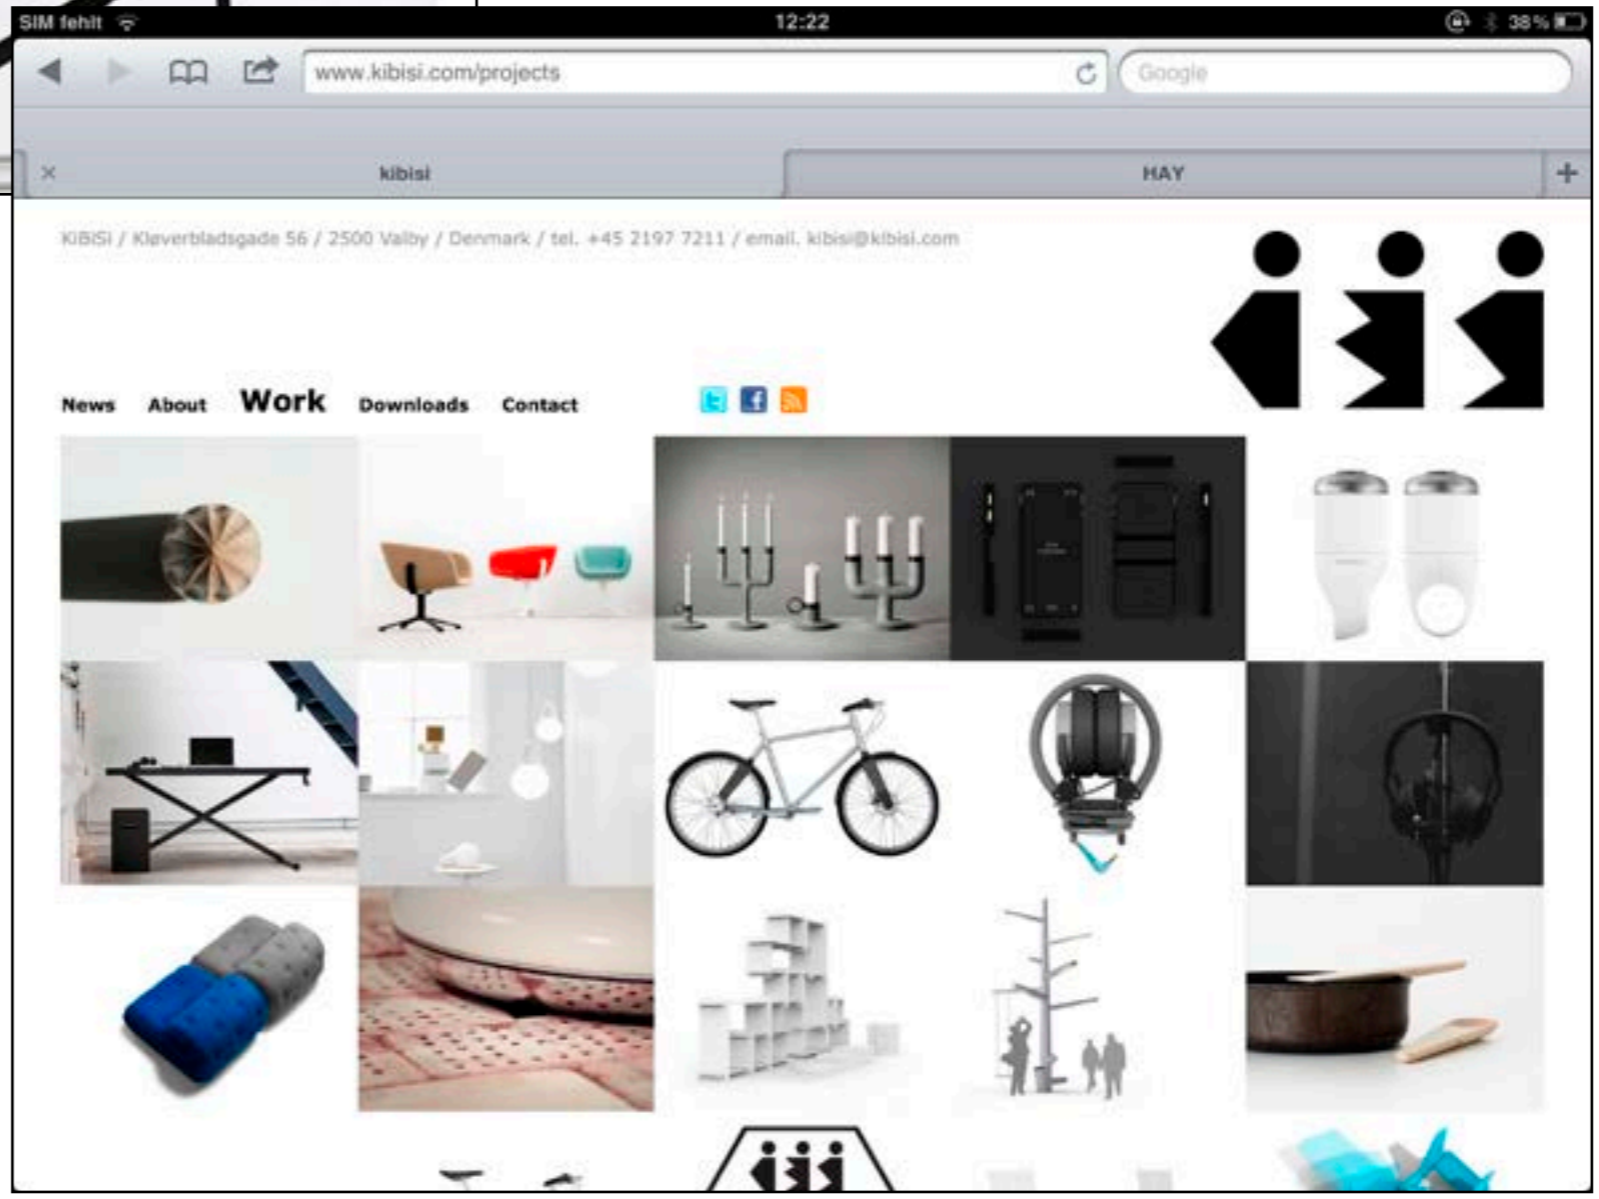 SIM fehlt 12:22 38%
www.kibisi.com/projects Google
kibisi HAY
KiBiSi / Kløverbladsgade 56 / 2500 Valby / Denmark / tel. +45 2197 7211 / email. kibisi@kibisi.com
News About Work Downloads Contact